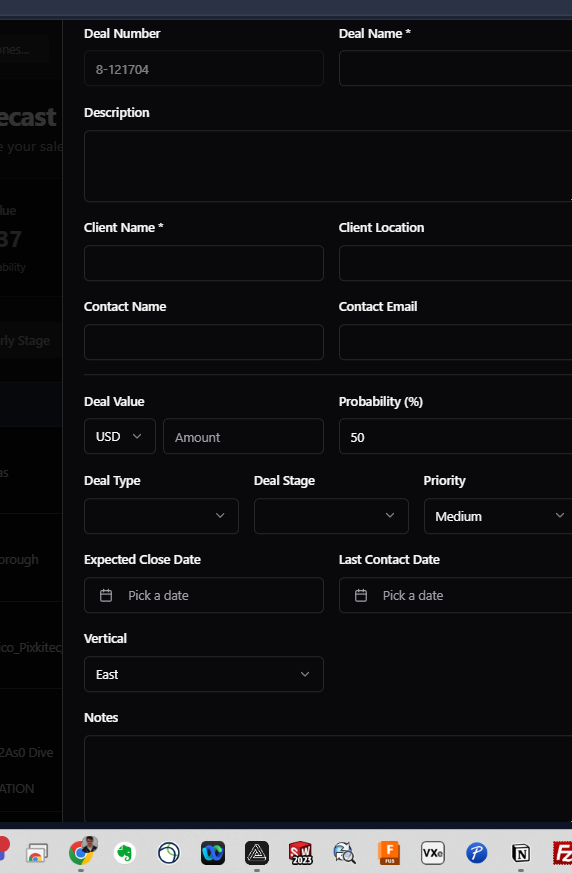 Deal Number
Deal Name *
ones...
8-121704
ecast
Description
e your sale
lue
Client Name *
Client Location
37
ability
Contact Name
Contact Email
rly Stage
Deal Value
Probability (%)
USD
Amount
50
as
Deal Type
Deal Stage
Priority
Medium
Expected Close Date
Last Contact Date
orough
Pick a date
Pick a date
Vertical
ico_Pixkitec
East
Notes
2As0 Dive
ATION
SW
2023
F
FUS
VXe
P
N
FZ